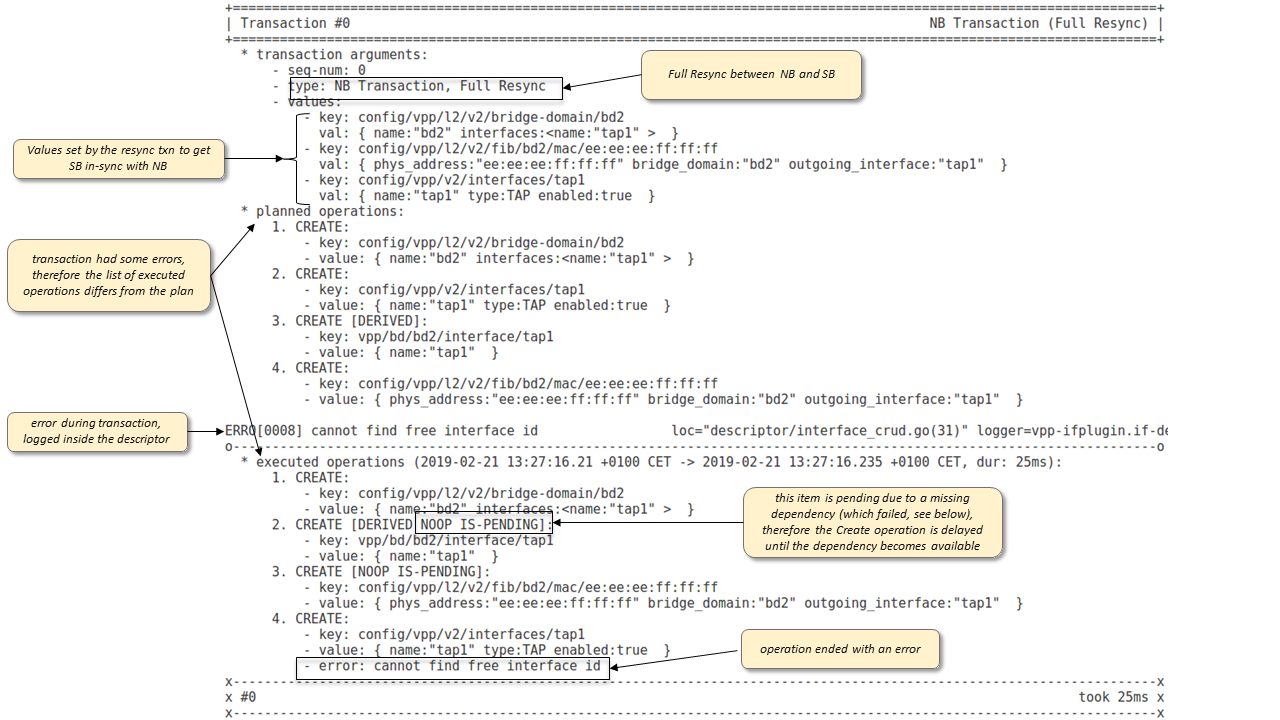 +=======================================================================================================================+
| Transaction #0 NB Transaction (Full Resync) |
+=======================================================================================================================+
* transaction arguments:
- seq-num: 0
- type: NB Transaction, Full Resync
Full Resync between NB and SB
- values:
- key: config/vpp/l2/v2/bridge-domain/bd2
val: { name:"bd2" interfaces:<name:"tap1" > }
- key: config/vpp/l2/v2/fib/bd2/mac/ee:ee:ee:ff:ff:ff
val: { phys_address:"ee:ee:ee:ff:ff:ff" bridge_domain:"bd2" outgoing_interface:"tap1" }
- key: config/vpp/v2/interfaces/tap1
val: { name:"tap1" type:TAP enabled:true }
Values set by the resync txn to get
SB in-sync with NB
* planned operations:
1. CREATE:
- key: config/vpp/l2/v2/bridge-domain/bd2
- value: { name:"bd2" interfaces:<name:"tap1" > }
2. CREATE:
- key: config/vpp/v2/interfaces/tap1
- value: { name:"tap1" type:TAP enabled:true }
3. CREATE [DERIVED]:
- key: vpp/bd/bd2/interface/tap1
- value: { name:"tap1" }
4. CREATE:
- key: config/vpp/l2/v2/fib/bd2/mac/ee:ee:ee:ff:ff:ff
- value: { phys_address:"ee:ee:ee:ff:ff:ff" bridge_domain:"bd2" outgoing_interface:"tap1" }
transaction had some errors,
therefore the list of executed
operations differs from the plan
error during transaction,
logged inside the descriptor
ERRO[0008] cannot find free interface id loc="descriptor/interface_crud.go(31)" logger=vpp-ifplugin.if-de
o-----------------------------------------------------------------------------------------------------------------------o
* executed operations (2019-02-21 13:27:16.21 +0100 CET -> 2019-02-21 13:27:16.235 +0100 CET, dur: 25ms):
1. CREATE:
- key: config/vpp/l2/v2/bridge-domain/bd2
- value: { name:"bd2" interfaces:<name:"tap1" > }
2. CREATE [DERIVED NOOP IS-PENDING]:
- key: vpp/bd/bd2/interface/tap1
- value: { name:"tap1" }
this item is pending due to a missing
dependency (which failed, see below),
therefore the Create operation is delayed
until the dependency becomes available
3. CREATE [NOOP IS-PENDING]:
- key: config/vpp/l2/v2/fib/bd2/mac/ee:ee:ee:ff:ff:ff
- value: { phys_address:"ee:ee:ee:ff:ff:ff" bridge_domain:"bd2" outgoing_interface:"tap1" }
4. CREATE:
- key: config/vpp/v2/interfaces/tap1
- value: { name:"tap1" type:TAP enabled:true }
- error: cannot find free interface id
operation ended with an error
x-----------------------------------------------------------------------------------------------------------------------x
x #0 took 25ms x
x-----------------------------------------------------------------------------------------------------------------------x